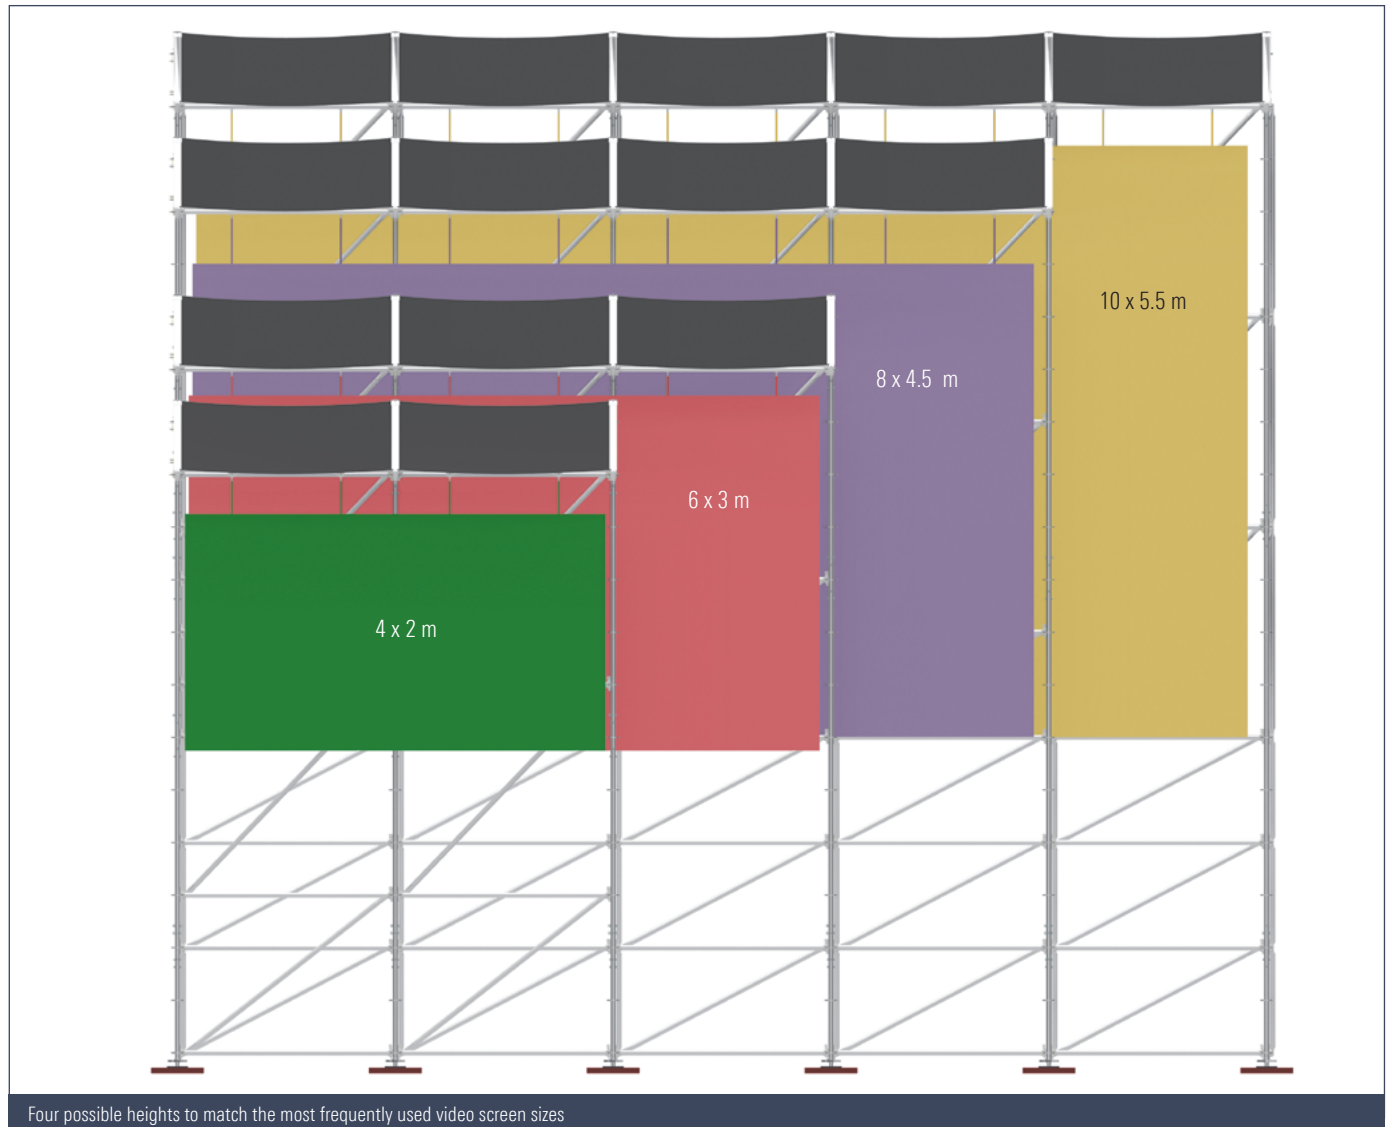 10 x 5.5 m
8 x 4.5 m
6 x 3 m
4 x 2 m
Four possible heights to match the most frequently used video screen sizes